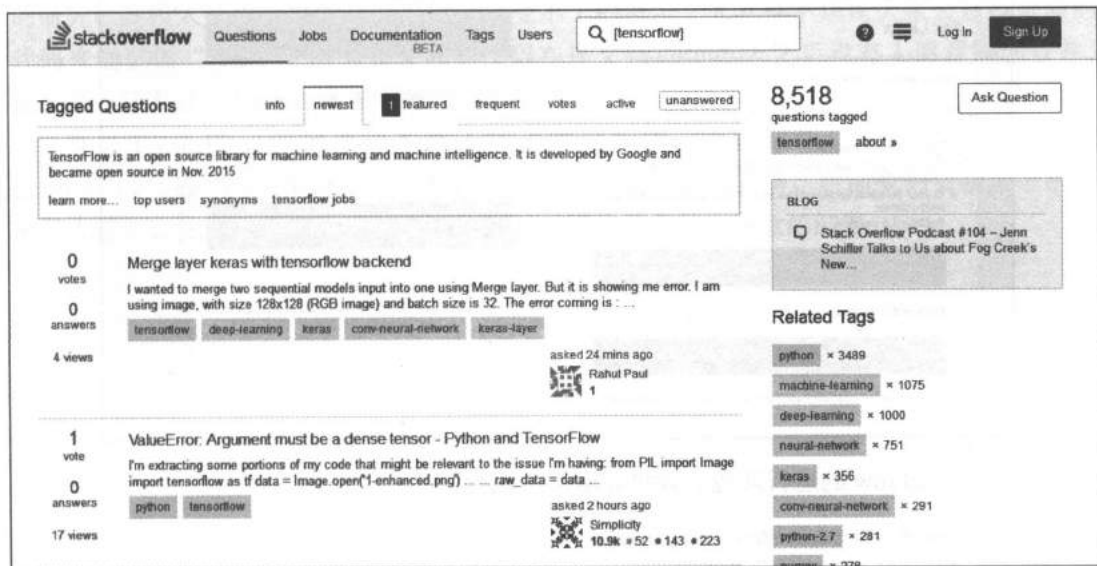 stackoverflow Questions Jobs Documentation BETA Tags Users [tensorflow] ? Log In Sign Up
Tagged Questions info newest 1 featured frequent votes active unanswered
8,518
questions tagged
tensorflow about »
Ask Question
TensorFlow is an open source library for machine learning and machine intelligence. It is developed by Google and
became open source in Nov. 2015
learn more... top users synonyms tensorflow jobs
BLOG
Stack Overflow Podcast #104 – Jenn
Schiffer Talks to Us about Fog Creek's
New...
0
votes
0
answers
4 views
Merge layer keras with tensorflow backend
I wanted to merge two sequential models input into one using Merge layer. But it is showing me error. I am
using image, with size 128x128 (RGB image) and batch size is 32. The error coming is : ...
tensorflow deep-learning keras conv-neural-network keras-layer
asked 24 mins ago
Rahul Paul
1
1
vote
0
answers
17 views
ValueError: Argument must be a dense tensor - Python and TensorFlow
I'm extracting some portions of my code that might be relevant to the issue I'm having: from PIL import Image
import tensorflow as tf data = Image.open('1-enhanced.png') ... ... raw_data = data ...
python tensorflow
asked 2 hours ago
Simplicity
10.9k 52 143 223
Related Tags
python × 3489
machine-learning × 1075
deep-learning × 1000
neural-network × 751
keras × 356
conv-neural-network × 291
python-2.7 × 281
× 278